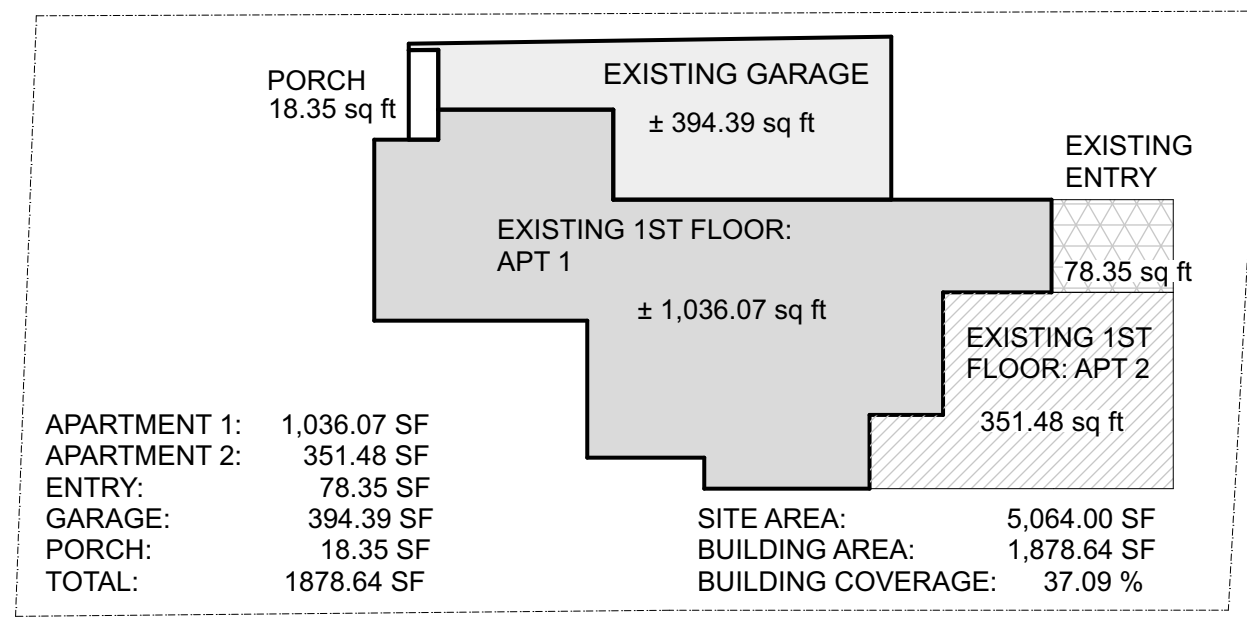 PORCH
18.35 sq ft
EXISTING GARAGE
± 394.39 sq ft
EXISTING
ENTRY
78.35 sq ft
EXISTING 1ST FLOOR:
APT 1
± 1,036.07 sq ft
EXISTING 1ST
FLOOR: APT 2
351.48 sq ft
APARTMENT 1: 1,036.07 SF
APARTMENT 2: 351.48 SF
ENTRY: 78.35 SF
GARAGE: 394.39 SF
PORCH: 18.35 SF
TOTAL: 1878.64 SF
SITE AREA: 5,064.00 SF
BUILDING AREA: 1,878.64 SF
BUILDING COVERAGE: 37.09 %